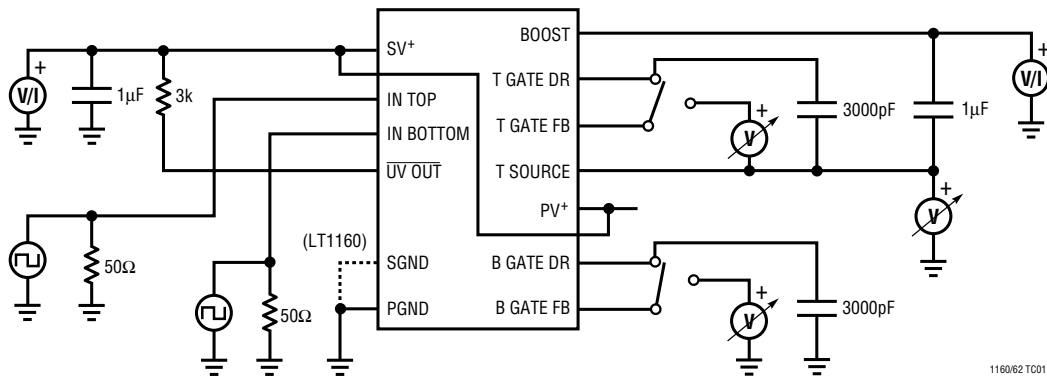 BOOST
SV+
+
V/I
1µF
3k
T GATE DR
IN TOP
T GATE FB
3000pF
1µF
+
V/I
IN BOTTOM
+
V
UV OUT
T SOURCE
+
V
PV+
50Ω
(LT1160)
SGND
B GATE DR
50Ω
PGND
B GATE FB
+
V
3000pF
1160/62 TC01